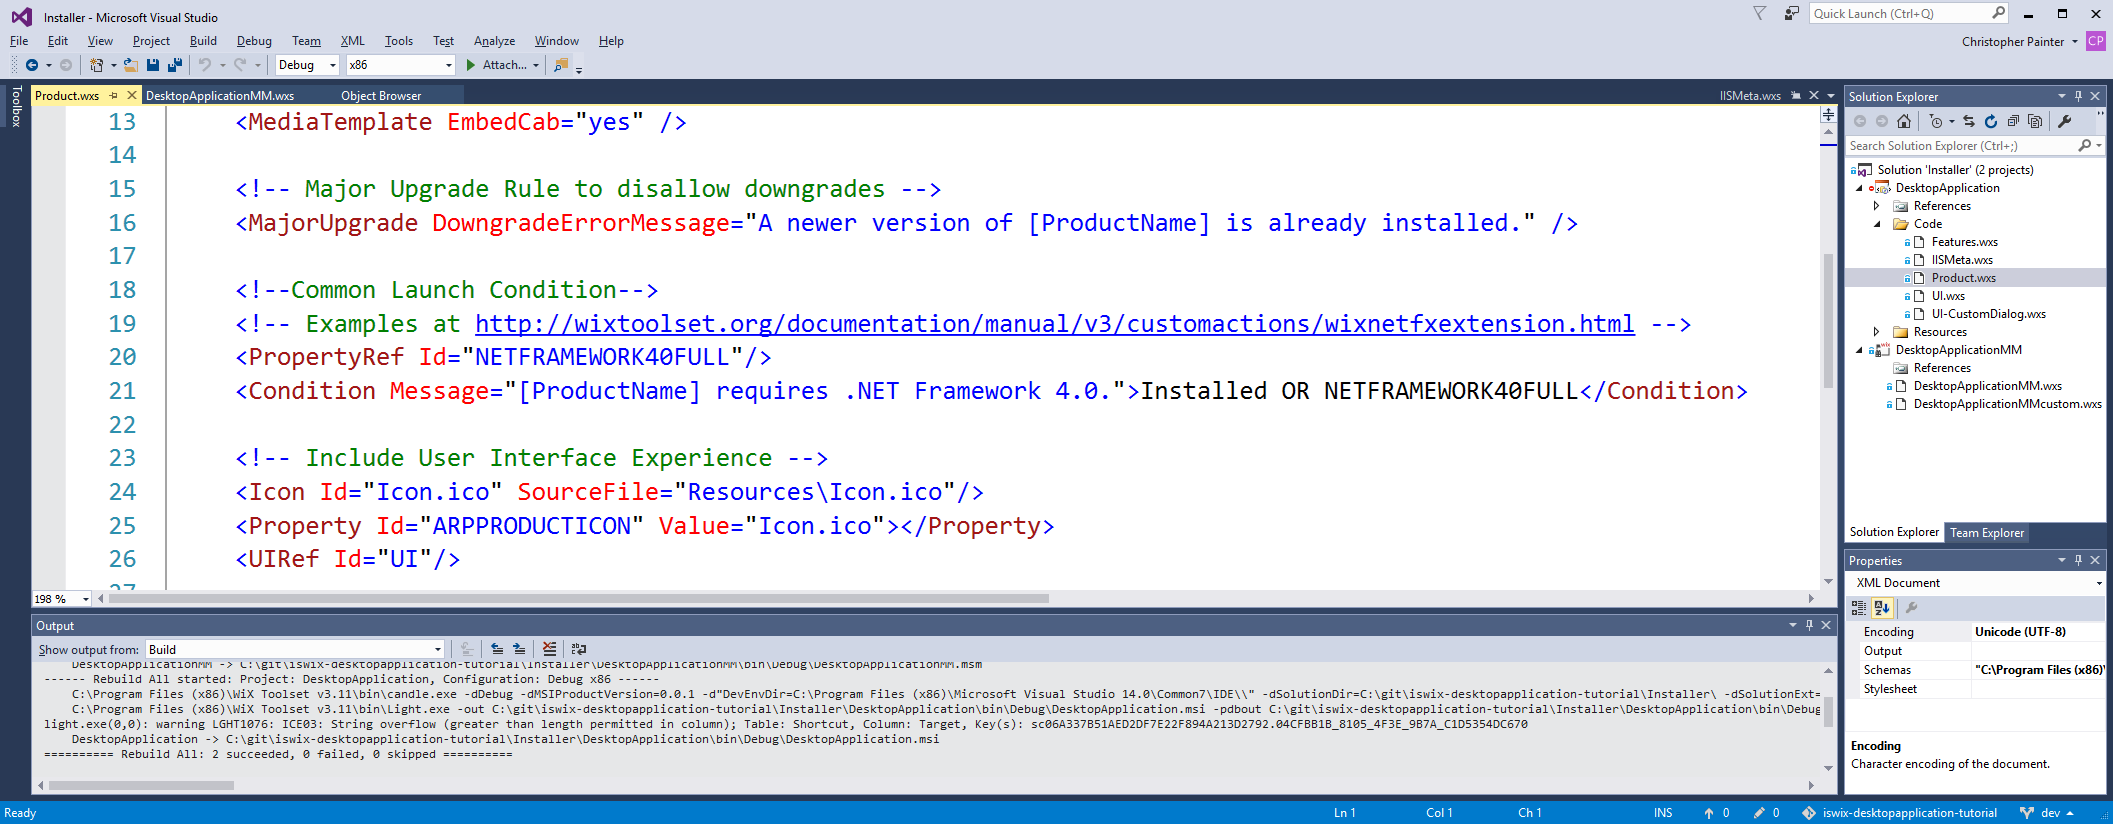 Installer - Microsoft Visual Studio
Quick Launch (Ctrl+Q)
File Edit View Project Build Debug Team XML Tools Test Analyze Window Help
Christopher Painter CP
Debug x86 Attach...
Toolbox
Product.wxs DesktopApplicationMM.wxs Object Browser IISMeta.wxs
13 <MediaTemplate EmbedCab="yes" />
14
15 <!-- Major Upgrade Rule to disallow downgrades -->
16 <MajorUpgrade DowngradeErrorMessage="A newer version of [ProductName] is already installed." />
17
18 <!--Common Launch Condition-->
19 <!-- Examples at http://wixtoolset.org/documentation/manual/v3/customactions/wixnetfxextension.html -->
20 <PropertyRef Id="NETFRAMEWORK40FULL"/>
21 <Condition Message="[ProductName] requires .NET Framework 4.0.">Installed OR NETFRAMEWORK40FULL</Condition>
22
23 <!-- Include User Interface Experience -->
24 <Icon Id="Icon.ico" SourceFile="Resources\Icon.ico"/>
25 <Property Id="ARPPRODUCTICON" Value="Icon.ico"></Property>
26 <UIRef Id="UI"/>
27
198 %
Output
Show output from: Build
DesktopApplicationMM -> C:\git\iswix-desktopapplication-tutorial\Installer\DesktopApplicationMM\bin\Debug\DesktopApplicationMM.msm
------ Rebuild All started: Project: DesktopApplication, Configuration: Debug x86 ------
C:\Program Files (x86)\WiX Toolset v3.11\bin\candle.exe -dDebug -dMSIProductVersion=0.0.1 -d"DevEnvDir=C:\Program Files (x86)\Microsoft Visual Studio 14.0\Common7\IDE\\" -dSolutionDir=C:\git\iswix-desktopapplication-tutorial\Installer\ -dSolutionExt=
C:\Program Files (x86)\WiX Toolset v3.11\bin\Light.exe -out C:\git\iswix-desktopapplication-tutorial\Installer\DesktopApplication\bin\Debug\DesktopApplication.msi -pdbout C:\git\iswix-desktopapplication-tutorial\Installer\DesktopApplication\bin\Debug
light.exe(0,0): warning LGHT1076: ICE03: String overflow (greater than length permitted in column); Table: Shortcut, Column: Target, Key(s): sc06A337B51AED2DF7E22F894A213D2792.04CFBB1B_8105_4F3E_9B7A_C1D5354DC670
DesktopApplication -> C:\git\iswix-desktopapplication-tutorial\Installer\DesktopApplication\bin\Debug\DesktopApplication.msi
========== Rebuild All: 2 succeeded, 0 failed, 0 skipped ==========
Solution Explorer
Search Solution Explorer (Ctrl+;)
Solution 'Installer' (2 projects)
DesktopApplication
References
Code
Features.wxs
IISMeta.wxs
Product.wxs
UI.wxs
UI-CustomDialog.wxs
Resources
DesktopApplicationMM
References
DesktopApplicationMM.wxs
DesktopApplicationMMcustom.wxs
Solution Explorer Team Explorer
Properties
XML Document
Encoding Unicode (UTF-8)
Output
Schemas "C:\Program Files (x86)\
Stylesheet
Encoding
Character encoding of the document.
Ready Ln 1 Col 1 Ch 1 INS 0 0 iswix-desktopapplication-tutorial dev